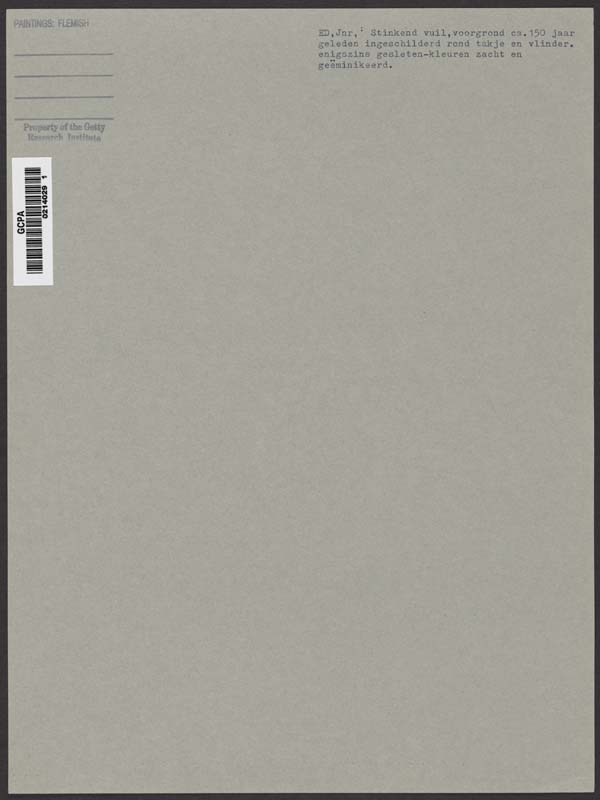 PAINTINGS: FLEMISH
Property of the Getty
Research Institute
GCPA
0214029 1
ED,Jnr,: Stinkend vuil,voorgrond ca.150 jaar
geleden ingeschilderd rond takje en vlinder.
enigszins gesleten-kleuren zacht en
geëminikeerd.